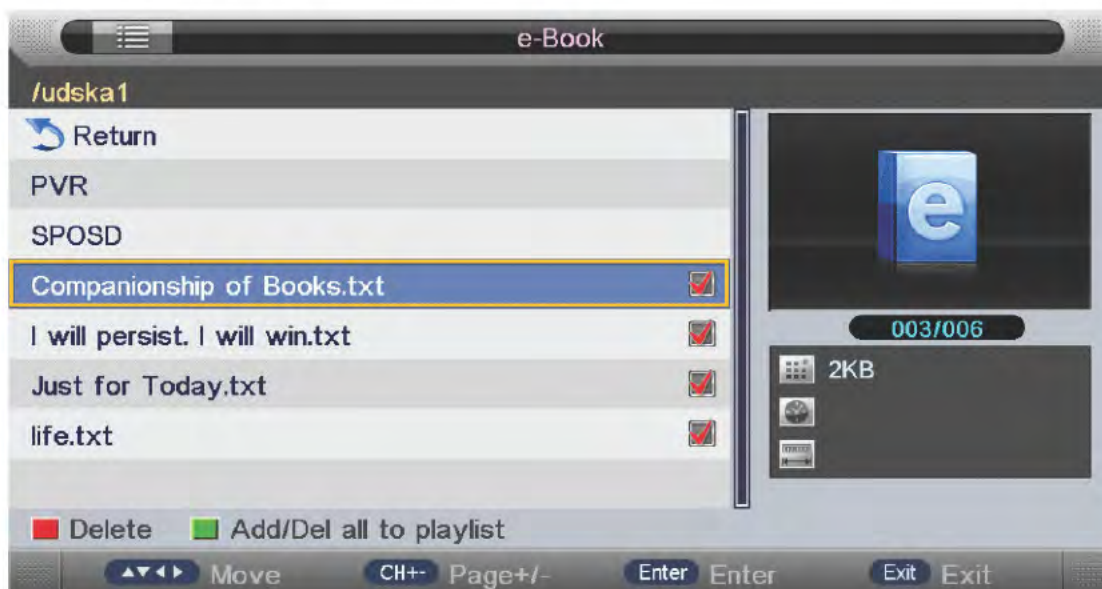 e-Book
/udska1
Return
PVR
SPOSD
Companionship of Books.txt
I will persist. I will win.txt
Just for Today.txt
life.txt
e
003/006
2KB
Delete Add/Del all to playlist
▲▼◀▶ Move CH+- Page+/- Enter Enter Exit Exit